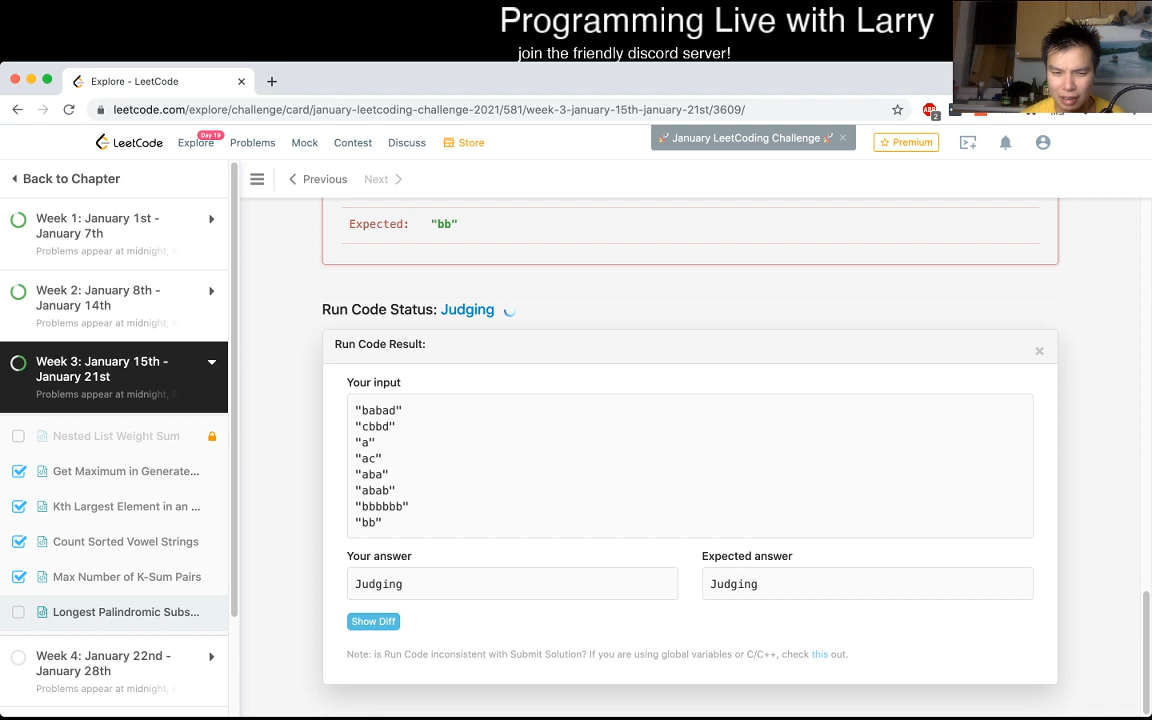 Programming Live with Larry
join the friendly discord server!
Explore - LeetCode
leetcode.com/explore/challenge/card/january-leetcoding-challenge-2021/581/week-3-january-15th-january-21st/3609/
ABP
2
LeetCode
Explore
Day 19
Problems
Mock
Contest
Discuss
Store
🚀 January LeetCoding Challenge 🚀
Premium
Back to Chapter
Previous
Next
Week 1: January 1st -
January 7th
Problems appear at midnight,
Week 2: January 8th -
January 14th
Problems appear at midnight,
Week 3: January 15th -
January 21st
Problems appear at midnight,
Nested List Weight Sum
Get Maximum in Generate...
Kth Largest Element in an ...
Count Sorted Vowel Strings
Max Number of K-Sum Pairs
Longest Palindromic Subs...
Week 4: January 22nd -
January 28th
Problems appear at midnight,
Expected: "bb"
Run Code Status: Judging
Run Code Result:
Your input
"babad"
"cbbd"
"a"
"ac"
"aba"
"abab"
"bbbbbb"
"bb"
Your answer
Judging
Expected answer
Judging
Show Diff
Note: is Run Code inconsistent with Submit Solution? If you are using global variables or C/C++, check this out.